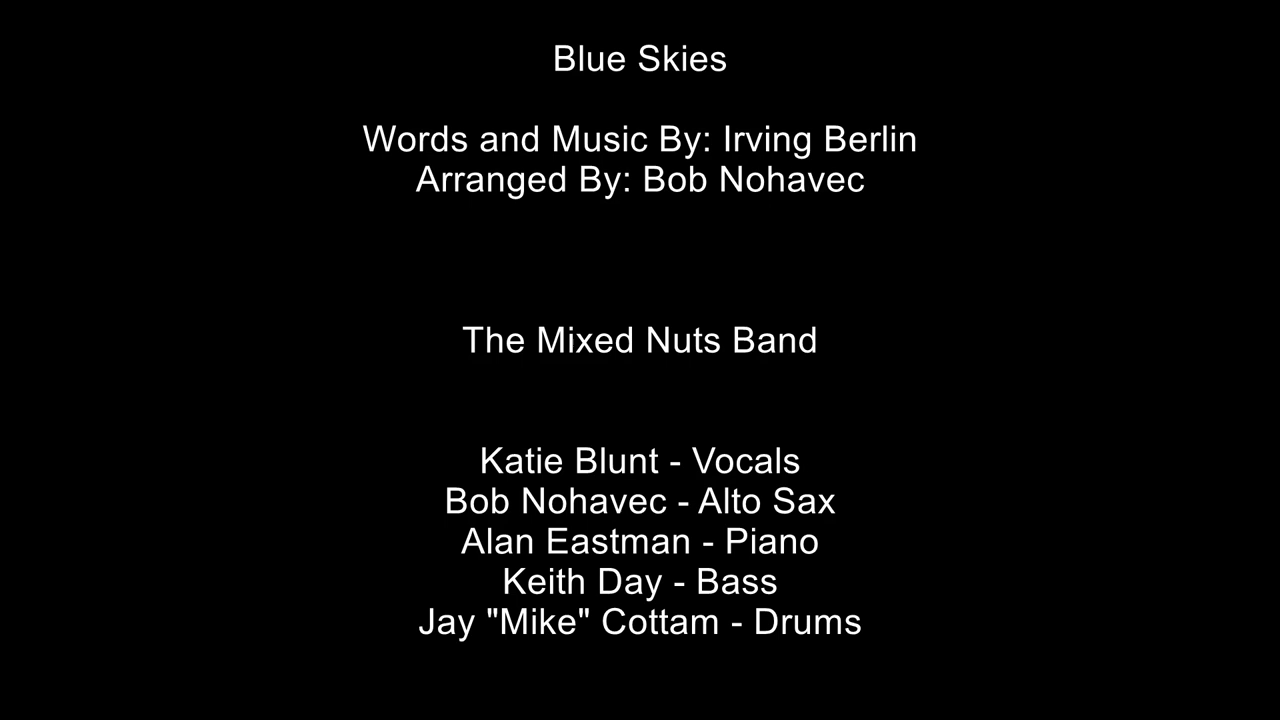 Blue Skies
Words and Music By: Irving Berlin
Arranged By: Bob Nohavec
The Mixed Nuts Band
Katie Blunt - Vocals
Bob Nohavec - Alto Sax
Alan Eastman - Piano
Keith Day - Bass
Jay "Mike" Cottam - Drums